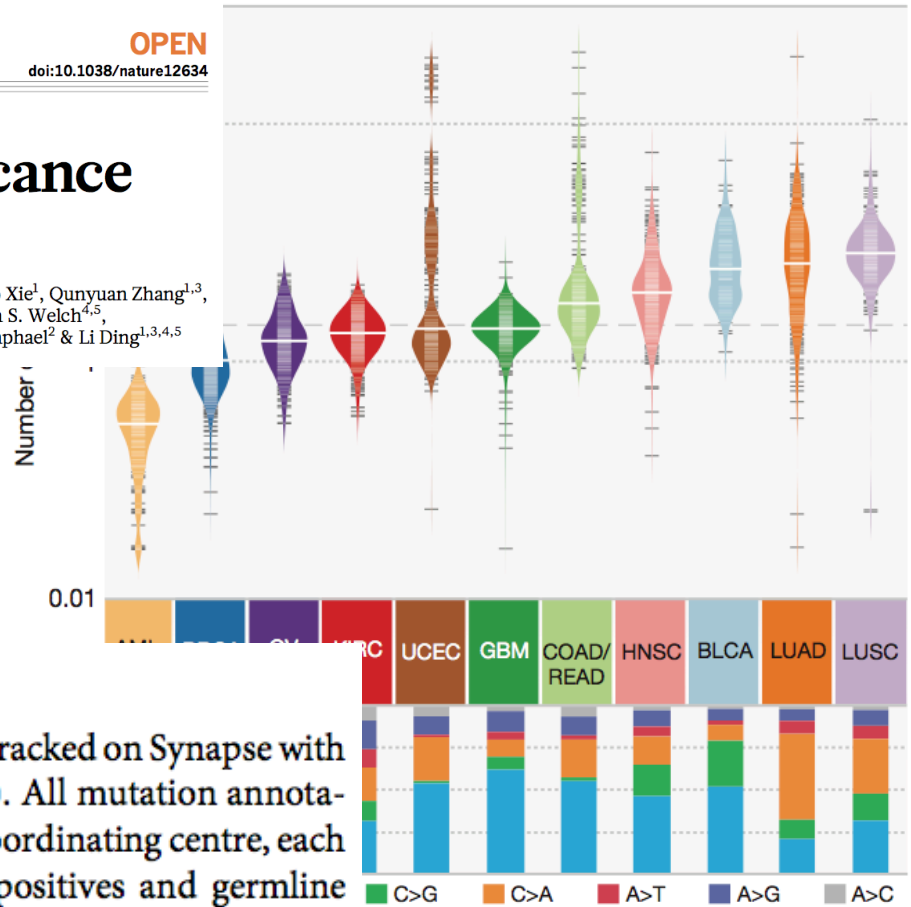 OPEN
doi:10.1038/nature12634
cance
Xie1, Qunyuan Zhang1,3,
S. Welch4,5,
phael2 & Li Ding1,3,4,5
Number
0.01
RC UCEC GBM COAD/ HNSC BLCA LUAD LUSC
READ
racked on Synapse with
. All mutation annota-
ordinating centre, each
positives and germline
C>G C>A A>T A>G A>C